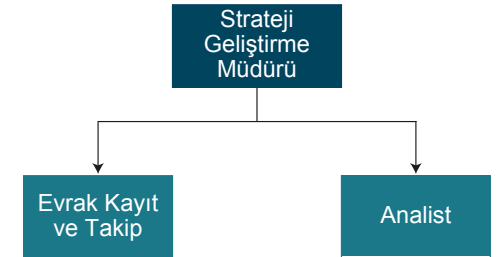 Strateji
Geliştirme
Müdürü
Evrak Kayıt
ve Takip
Analist